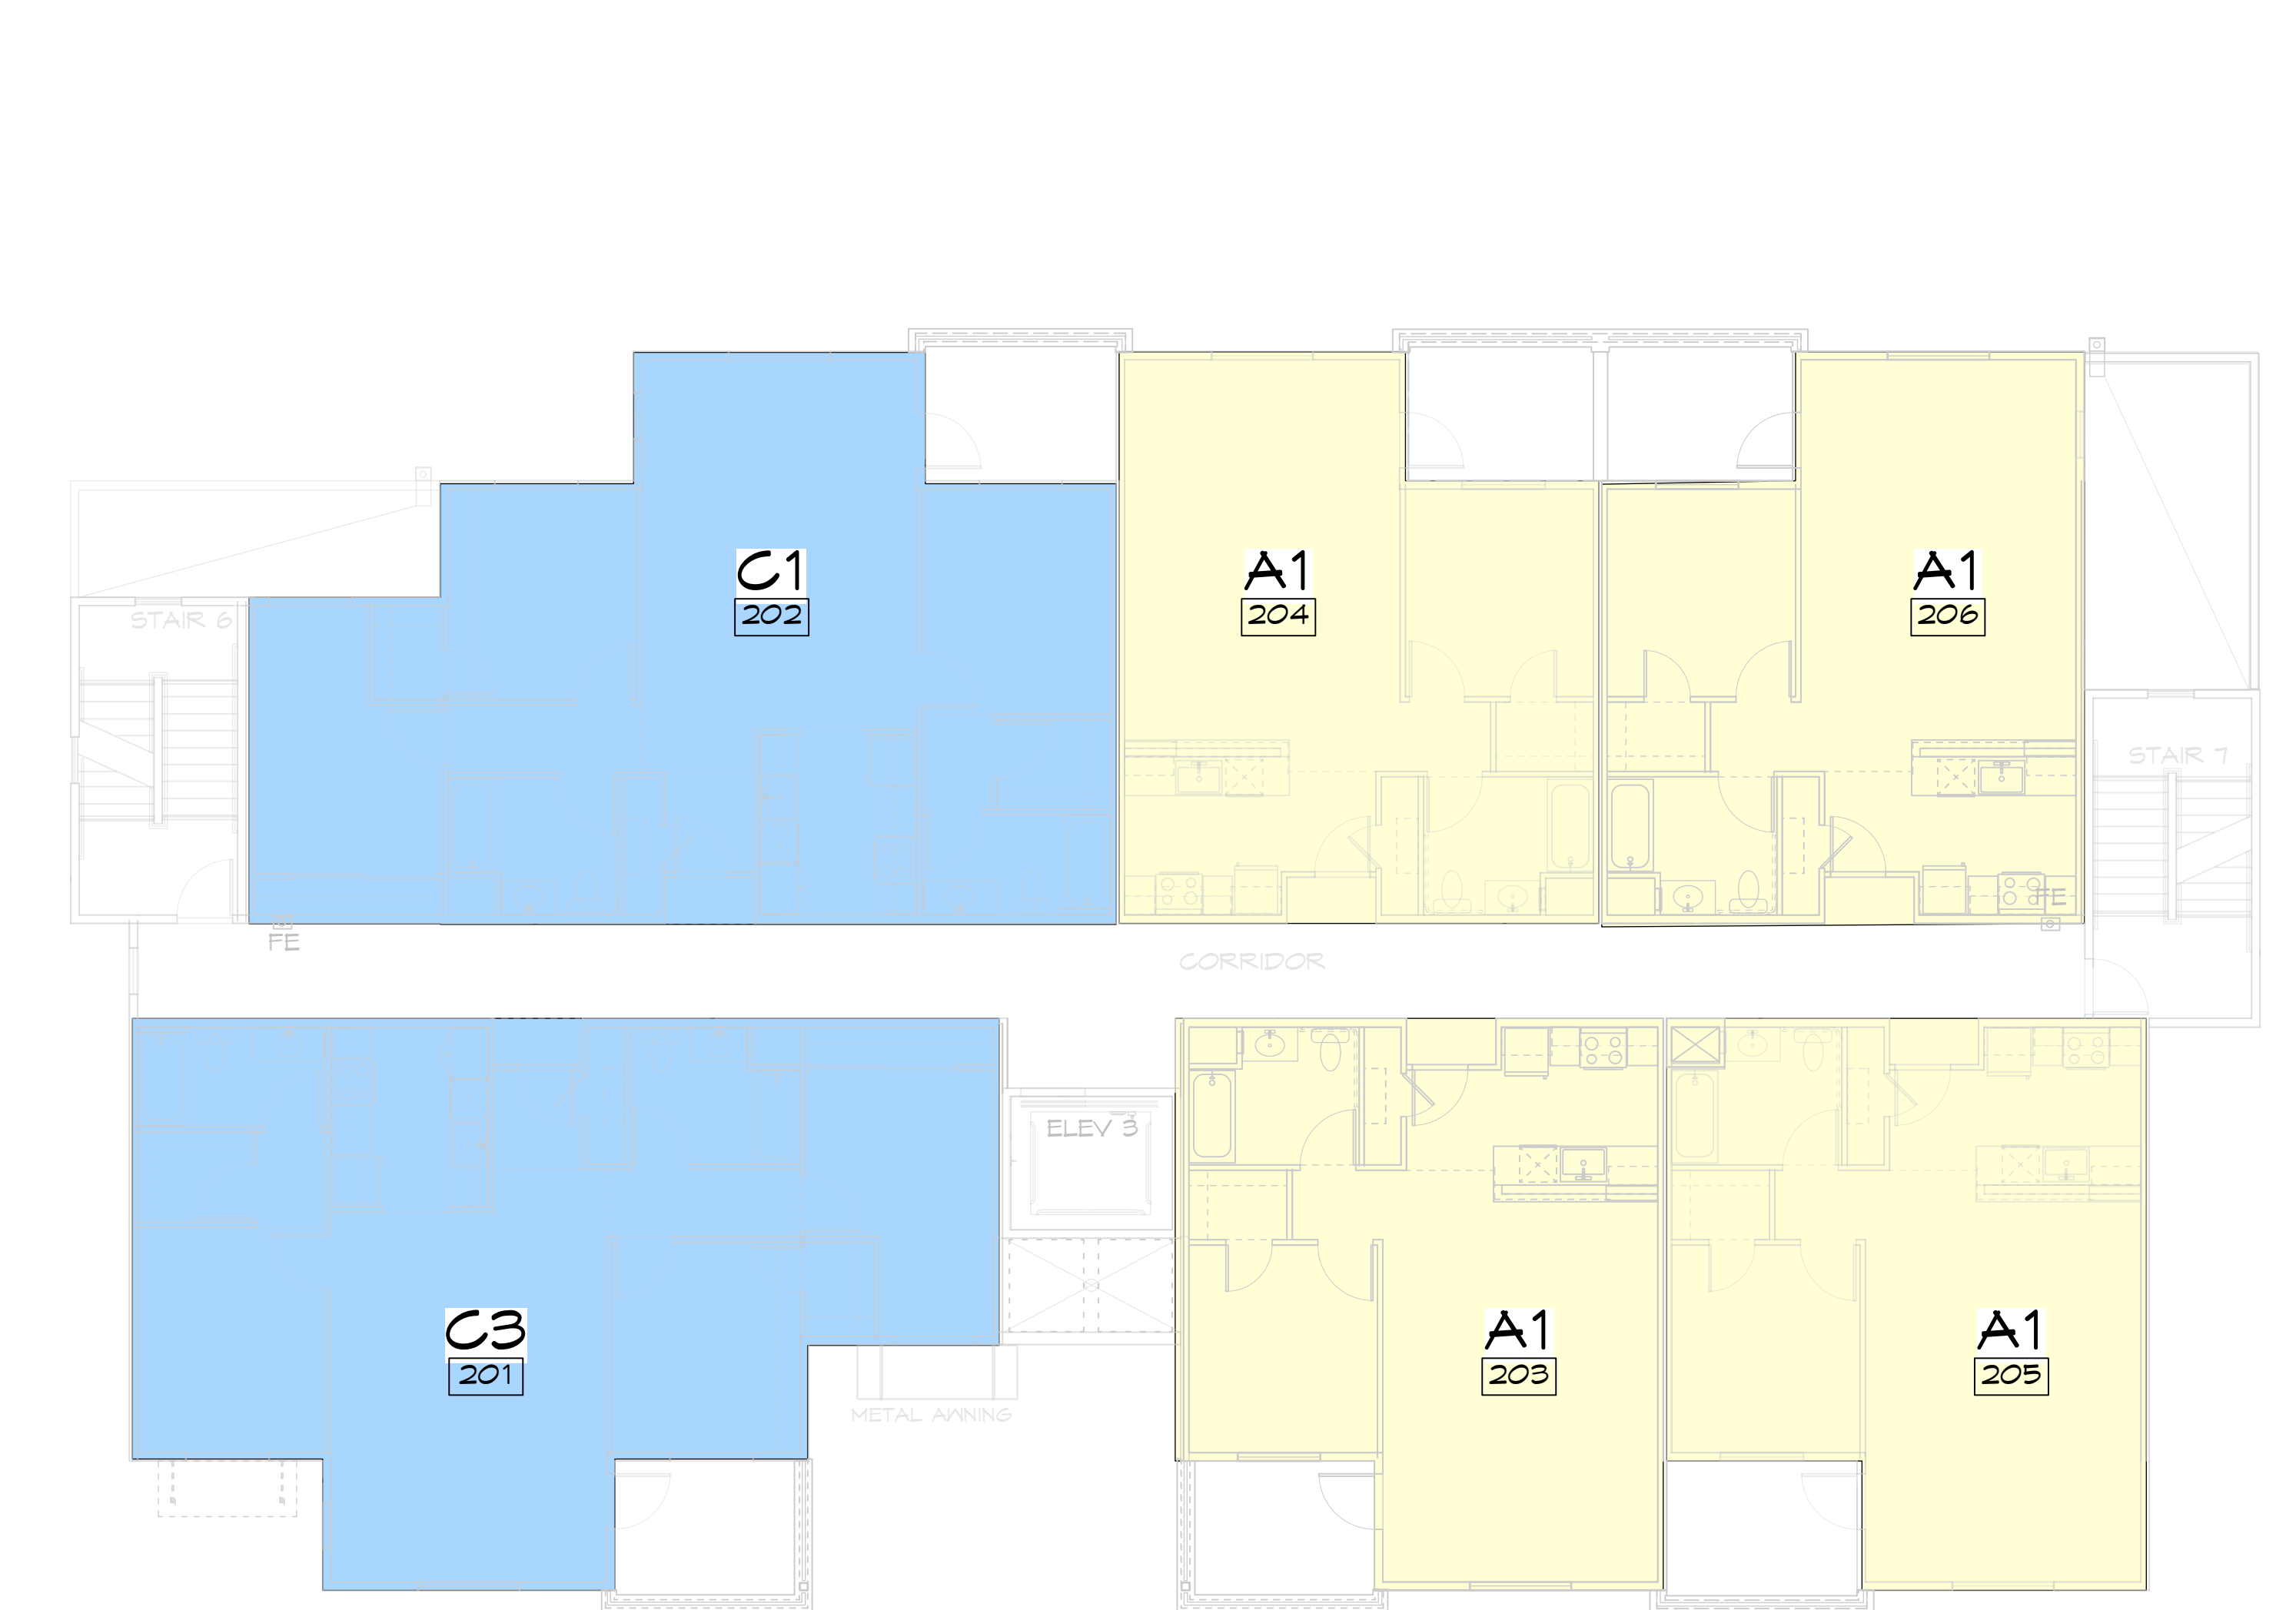 C1
202
A1
204
A1
206
STAIR 6
STAIR 7
FE
FE
CORRIDOR
ELEV 3
C3
201
A1
203
A1
205
METAL AWNING